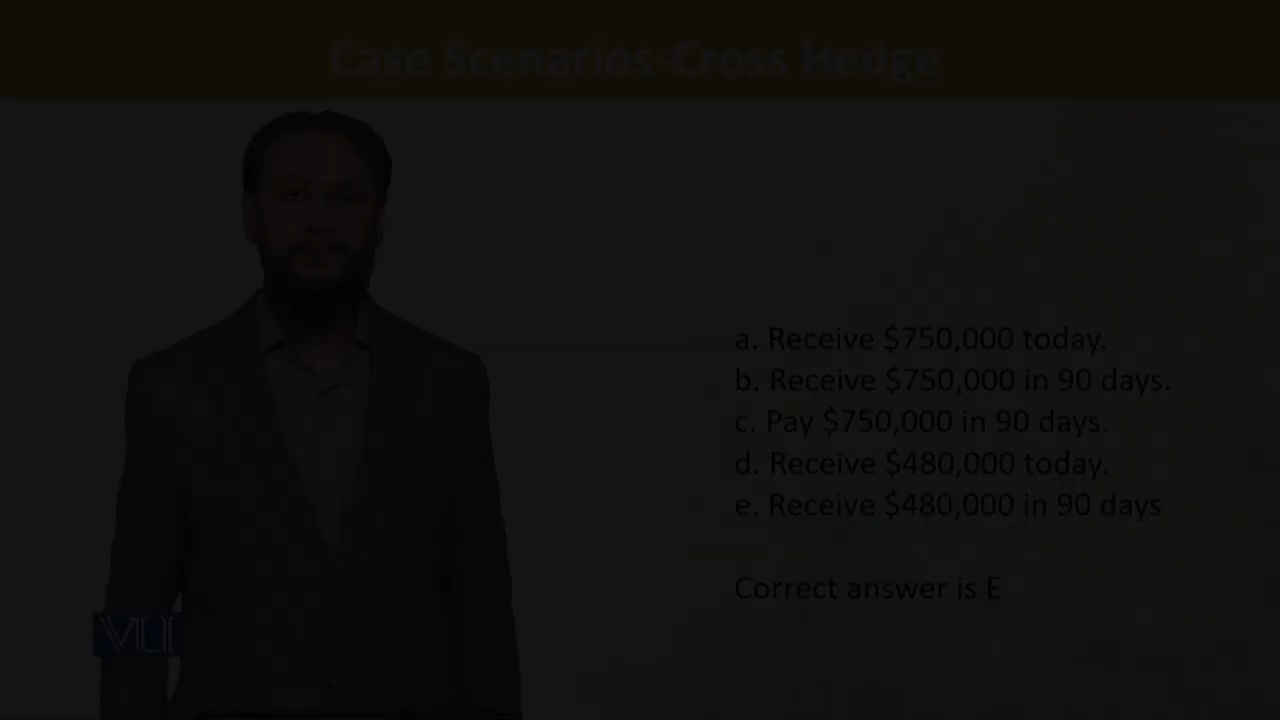 Case Scenarios-Cross Hedge
a. Receive $750,000 today.
b. Receive $750,000 in 90 days.
c. Pay $750,000 in 90 days.
d. Receive $480,000 today.
e. Receive $480,000 in 90 days
Correct answer is E
VU